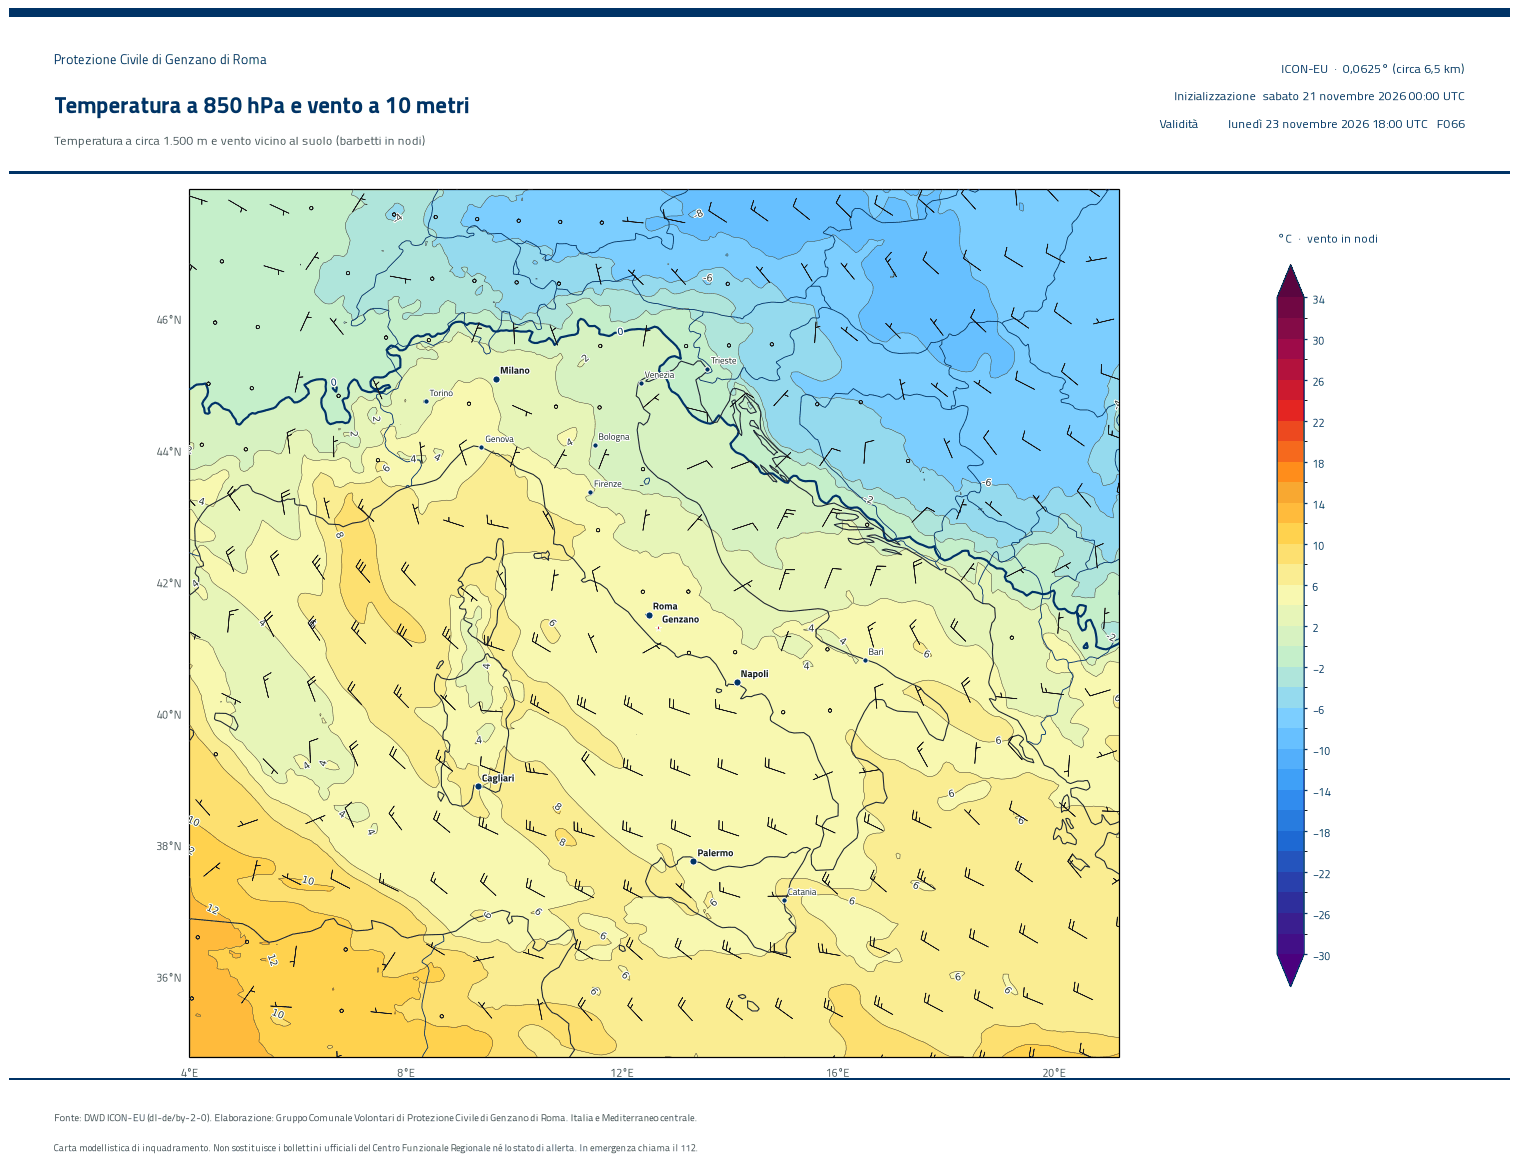 Protezione Civile di Genzano di Roma
Temperatura a 850 hPa e vento a 10 metri
Temperatura a circa 1.500 m e vento vicino al suolo (barbetti in nodi)
ICON-EU · 0,0625° (circa 6,5 km)
Inizializzazione sabato 21 novembre 2026 00:00 UTC
Validità lunedì 23 novembre 2026 18:00 UTC F066
°C · vento in nodi
34
30
26
22
18
14
10
6
2
−2
−6
−10
−14
−18
−22
−26
−30
46°N
44°N
42°N
40°N
38°N
36°N
4°E
8°E
12°E
16°E
20°E
Trieste
Milano
Venezia
Torino
Genova
Bologna
Firenze
Roma
Genzano
Bari
Napoli
Cagliari
Palermo
Catania
Fonte: DWD ICON-EU (dl-de/by-2-0). Elaborazione: Gruppo Comunale Volontari di Protezione Civile di Genzano di Roma. Italia e Mediterraneo centrale.
Carta modellistica di inquadramento. Non sostituisce i bollettini ufficiali del Centro Funzionale Regionale né lo stato di allerta. In emergenza chiama il 112.